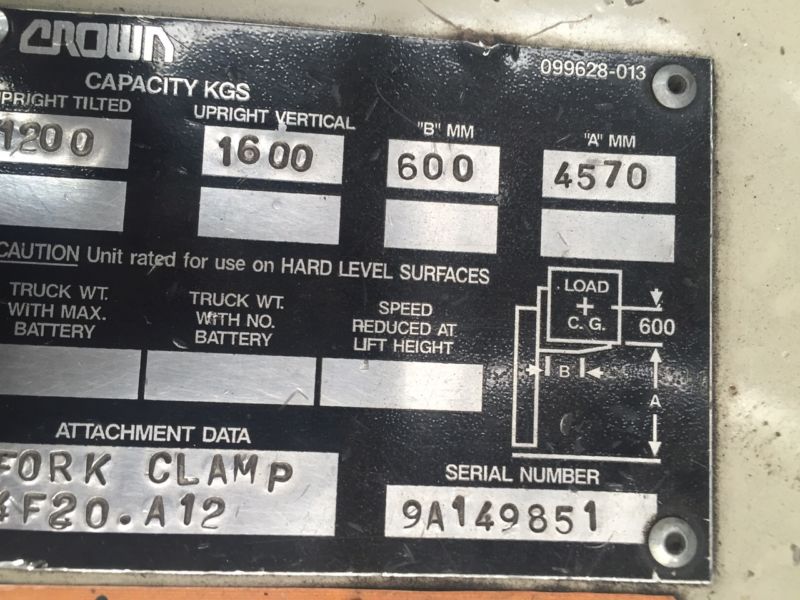 CROWN
099628-013
CAPACITY KGS
UPRIGHT TILTED
UPRIGHT VERTICAL
"B" MM
"A" MM
1200
1600
600
4570
CAUTION Unit rated for use on HARD LEVEL SURFACES
TRUCK WT.
WITH MAX.
BATTERY
TRUCK WT.
WITH NO.
BATTERY
SPEED
REDUCED AT
LIFT HEIGHT
LOAD
C. G.
600
B
A
ATTACHMENT DATA
FORK CLAMP
F20.A12
SERIAL NUMBER
9A149851